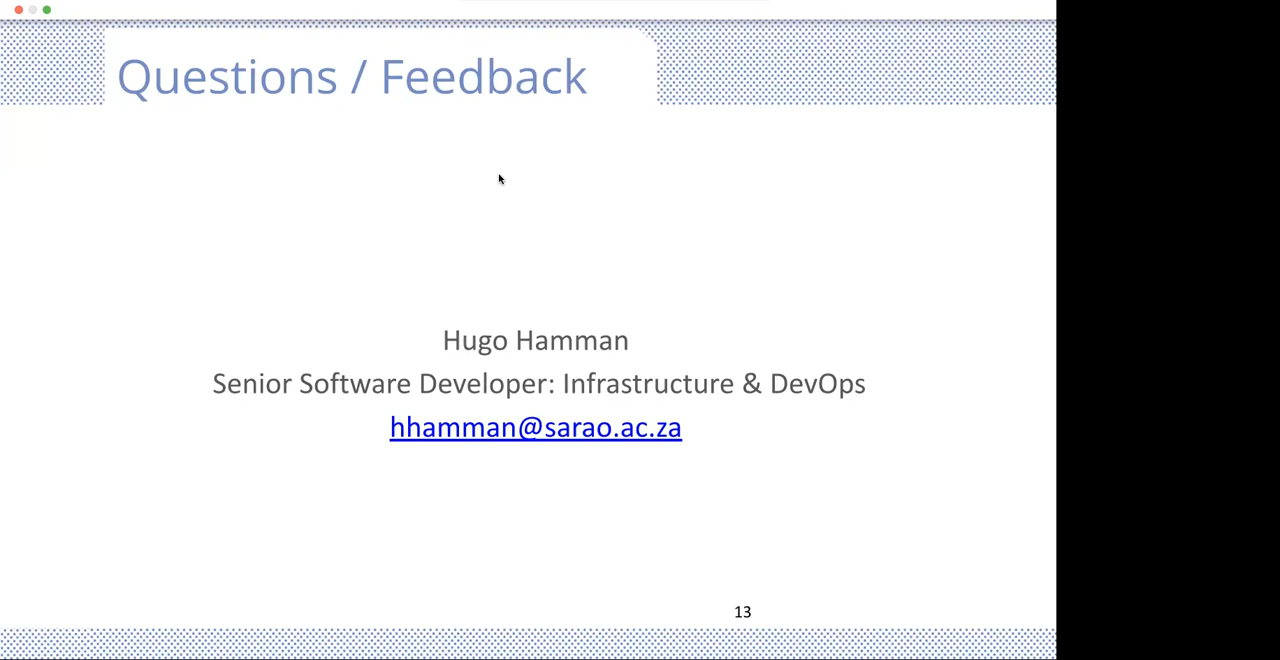 Questions / Feedback
Hugo Hamman
Senior Software Developer: Infrastructure & DevOps
hhamman@sarao.ac.za
13